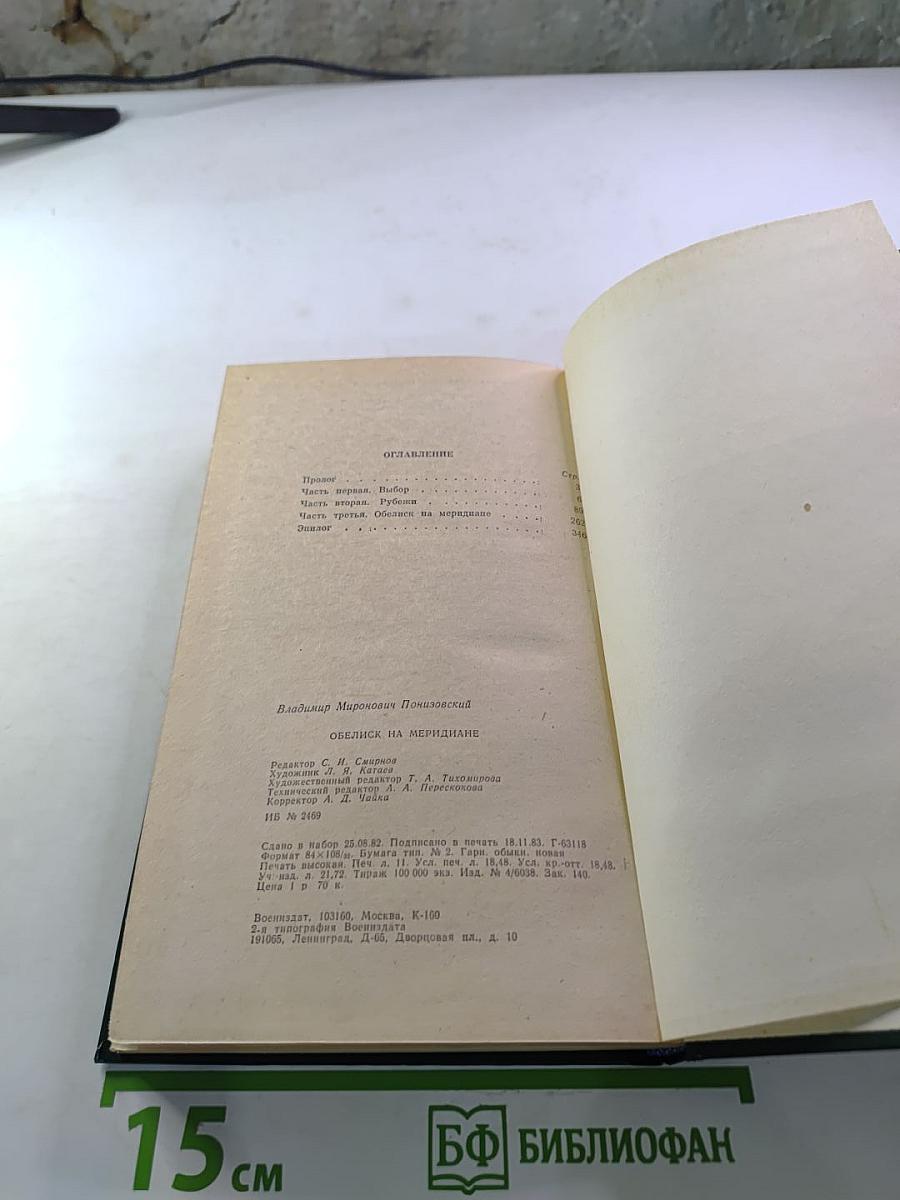 ОГЛАВЛЕНИЕ
Стр.
Пролог
Часть первая. Выбор
Часть вторая. Рубежи
Часть третья. Обелиск на меридиане
Эпилог
Владимир Миронович Понизовский
ОБЕЛИСК НА МЕРИДИАНЕ
Редактор С. И. Смирнов
Художник Л. Я. Катаев
Художественный редактор Т. А. Тихомирова
Технический редактор А. А. Перескокова
Корректор А. Д. Чайка
ИБ № 2469
Сдано в набор 25.08.82. Подписано в печать 18.11.83. Г-63118
Формат 84×108/32. Бумага тип. № 2. Гарн. обыкн. новая
Печать высокая. Печ. л. 11. Усл. печ. л. 18,48. Усл. кр.-отт. 18,48.
Уч.-изд. л. 21,72. Тираж 100 000 экз. Изд. № 4/6038. Зак. 140.
Цена 1 р 70 к.
Воениздат, 103160, Москва, К-160
2-я типография Воениздата
191065, Ленинград, Д-65, Дворцовая пл., д. 10
15 см
БФ БИБЛИОФАН